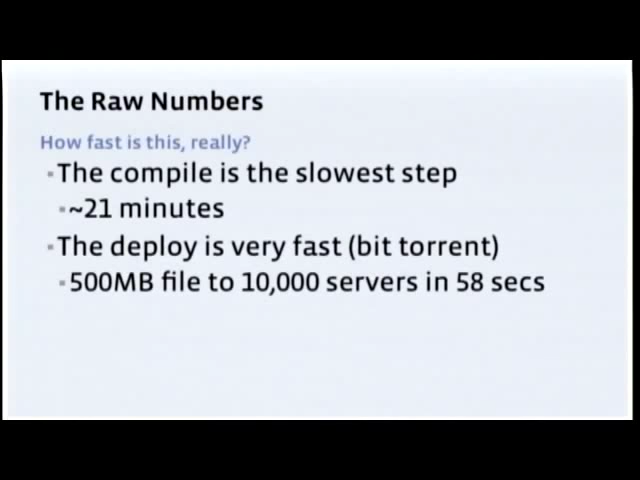 The Raw Numbers
How fast is this, really?
▪The compile is the slowest step
▪~21 minutes
▪The deploy is very fast (bit torrent)
▪500MB file to 10,000 servers in 58 secs